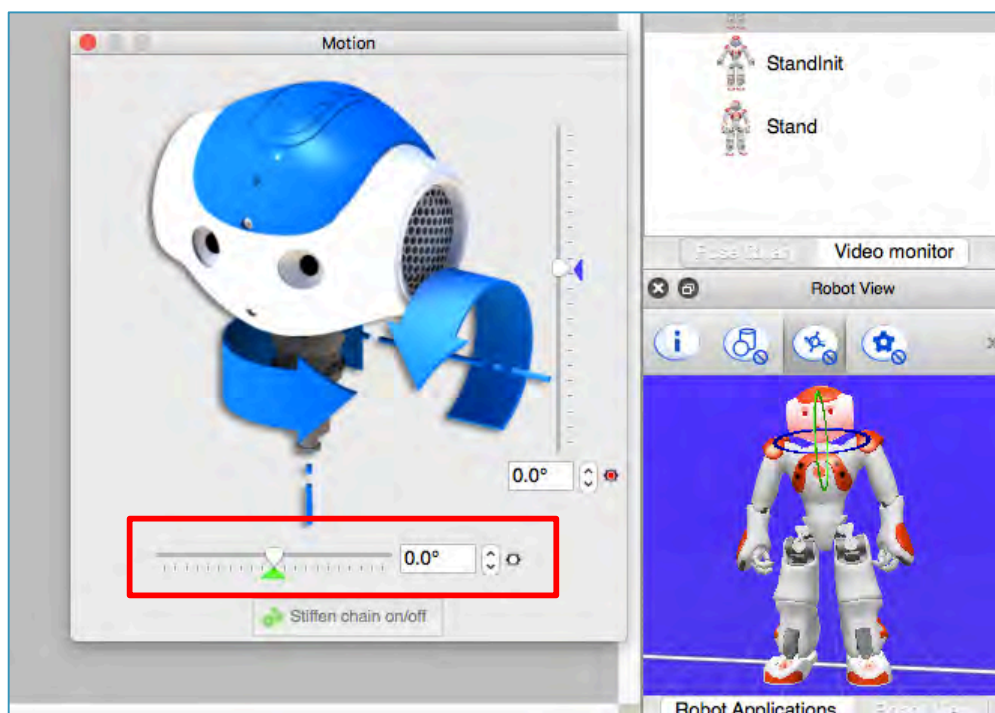 Motion
StandInit
Stand
Video monitor
Robot View
i
0.0°
0.0°
Stiffen chain on/off
Robot Applications